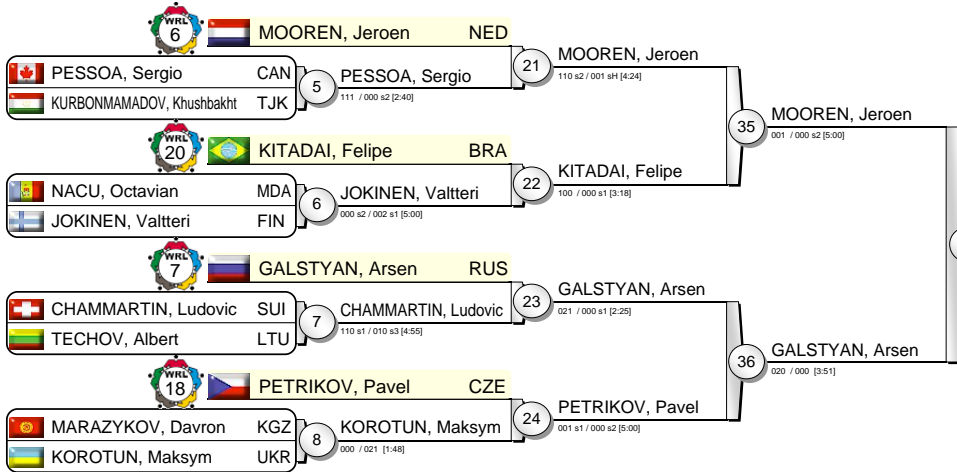 WRL 6 MOOREN, Jeroen NED
PESSOA, Sergio CAN
KURBONMAMADOV, Khushbakht TJK
5 PESSOA, Sergio
111 / 000 s2 [2:40]
21 MOOREN, Jeroen
110 s2 / 001 sH [4:24]
WRL 20 KITADAI, Felipe BRA
NACU, Octavian MDA
JOKINEN, Valtteri FIN
6 JOKINEN, Valtteri
000 s2 / 002 s1 [5:00]
22 KITADAI, Felipe
100 / 000 s1 [3:18]
35 MOOREN, Jeroen
001 / 000 s2 [5:00]
WRL 7 GALSTYAN, Arsen RUS
CHAMMARTIN, Ludovic SUI
TECHOV, Albert LTU
7 CHAMMARTIN, Ludovic
110 s1 / 010 s3 [4:55]
23 GALSTYAN, Arsen
021 / 000 s1 [2:25]
WRL 18 PETRIKOV, Pavel CZE
MARAZYKOV, Davron KGZ
KOROTUN, Maksym UKR
8 KOROTUN, Maksym
000 / 021 [1:48]
24 PETRIKOV, Pavel
001 s1 / 000 s2 [5:00]
36 GALSTYAN, Arsen
020 / 000 [3:51]